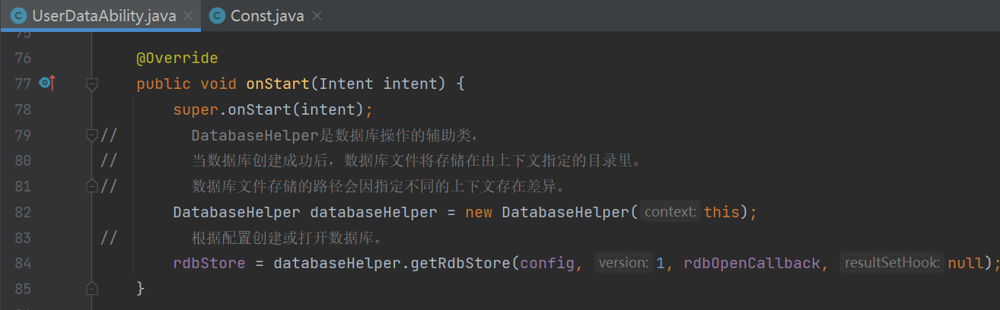 UserDataAbility.java × Const.java ×
75
76 @Override
77 public void onStart(Intent intent) {
78 super.onStart(intent);
79 // DatabaseHelper是数据库操作的辅助类，
80 // 当数据库创建成功后，数据库文件将存储在由上下文指定的目录里。
81 // 数据库文件存储的路径会因指定不同的上下文存在差异。
82 DatabaseHelper databaseHelper = new DatabaseHelper( context: this);
83 // 根据配置创建或打开数据库。
84 rdbStore = databaseHelper.getRdbStore(config, version: 1, rdbOpenCallback, resultSetHook: null);
85 }